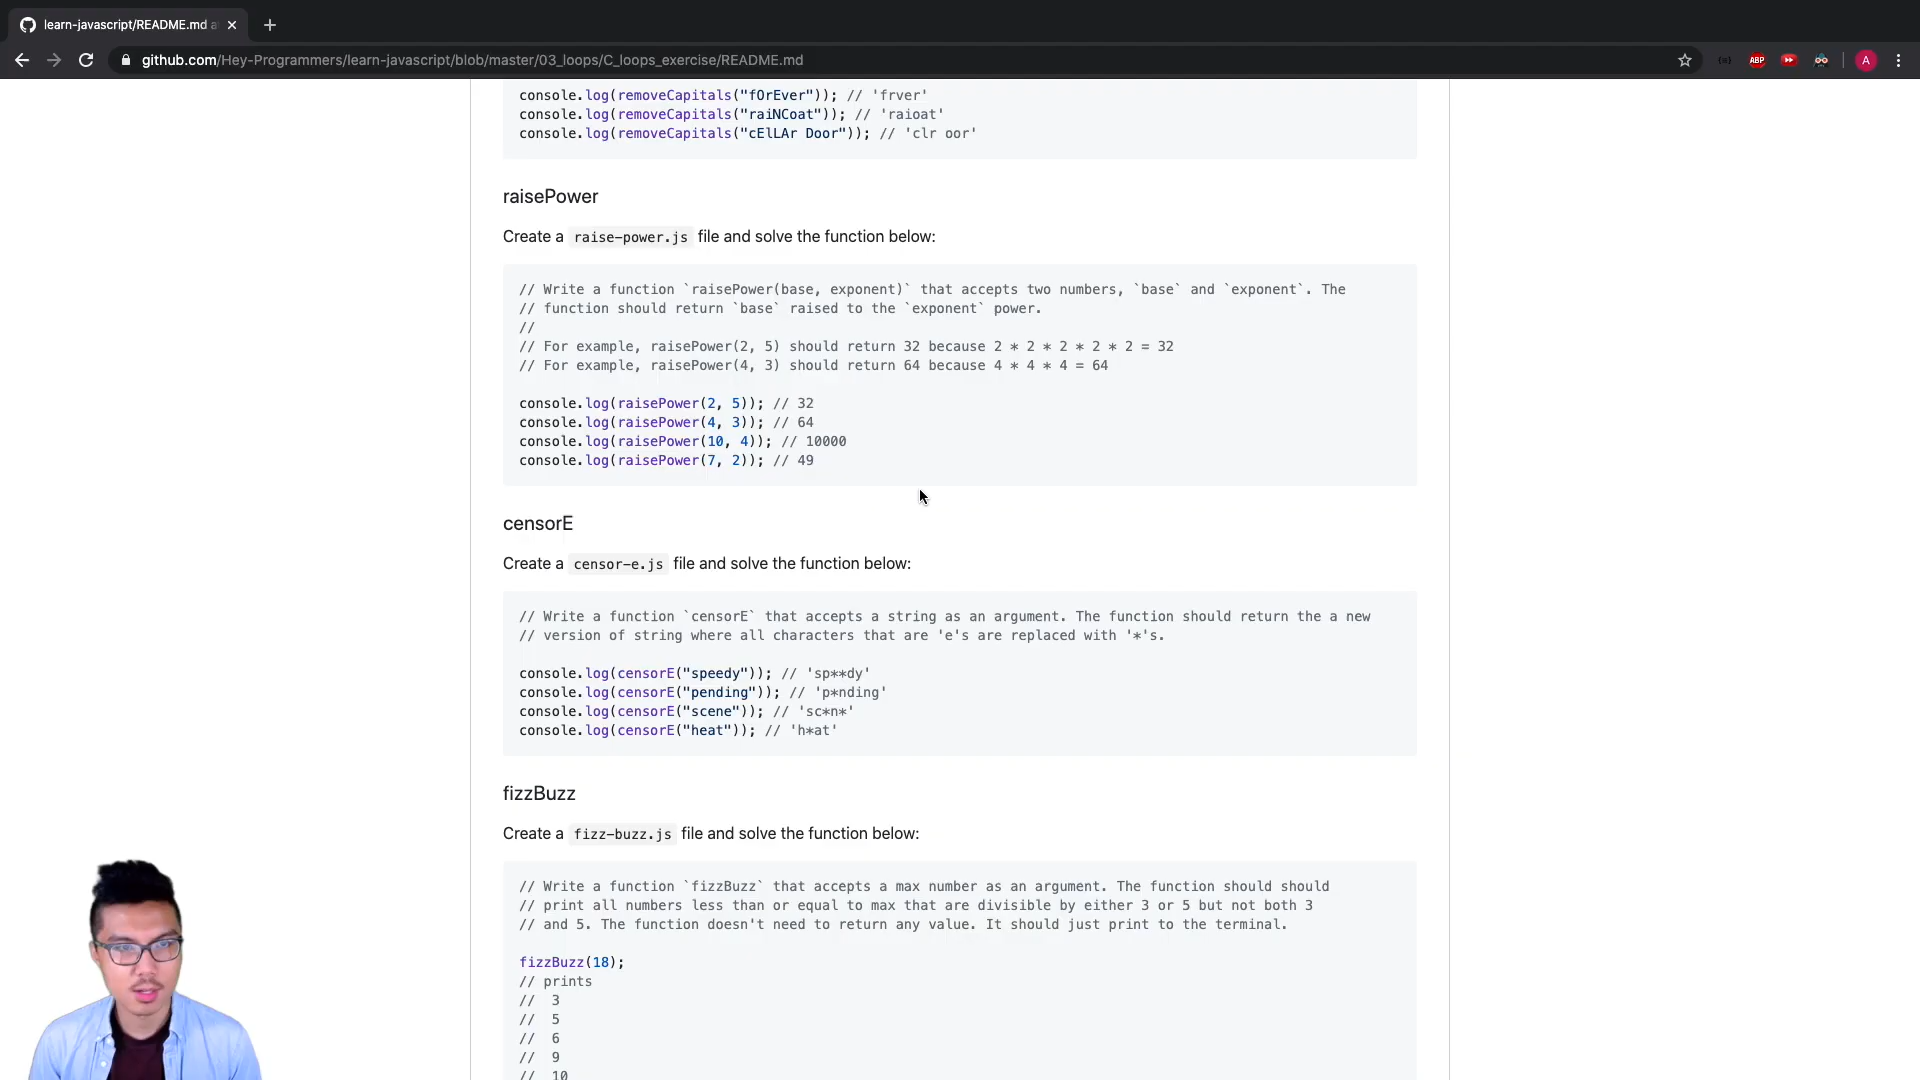 learn-javascript/README.md a
github.com/Hey-Programmers/learn-javascript/blob/master/03_loops/C_loops_exercise/README.md
ABP
A
console.log(removeCapitals("fOrEver")); // 'frver'
console.log(removeCapitals("raiNCoat")); // 'raioat'
console.log(removeCapitals("cElLAr Door")); // 'clr oor'
raisePower
Create a raise-power.js file and solve the function below:
// Write a function `raisePower(base, exponent)` that accepts two numbers, `base` and `exponent`. The
// function should return `base` raised to the `exponent` power.
//
// For example, raisePower(2, 5) should return 32 because 2 * 2 * 2 * 2 * 2 = 32
// For example, raisePower(4, 3) should return 64 because 4 * 4 * 4 = 64
console.log(raisePower(2, 5)); // 32
console.log(raisePower(4, 3)); // 64
console.log(raisePower(10, 4)); // 10000
console.log(raisePower(7, 2)); // 49
censorE
Create a censor-e.js file and solve the function below:
// Write a function `censorE` that accepts a string as an argument. The function should return the a new
// version of string where all characters that are 'e's are replaced with '*'s.
console.log(censorE("speedy")); // 'sp**dy'
console.log(censorE("pending")); // 'p*nding'
console.log(censorE("scene")); // 'sc*n*'
console.log(censorE("heat")); // 'h*at'
fizzBuzz
Create a fizz-buzz.js file and solve the function below:
// Write a function `fizzBuzz` that accepts a max number as an argument. The function should should
// print all numbers less than or equal to max that are divisible by either 3 or 5 but not both 3
// and 5. The function doesn't need to return any value. It should just print to the terminal.
fizzBuzz(18);
// prints
// 3
// 5
// 6
// 9
// 10